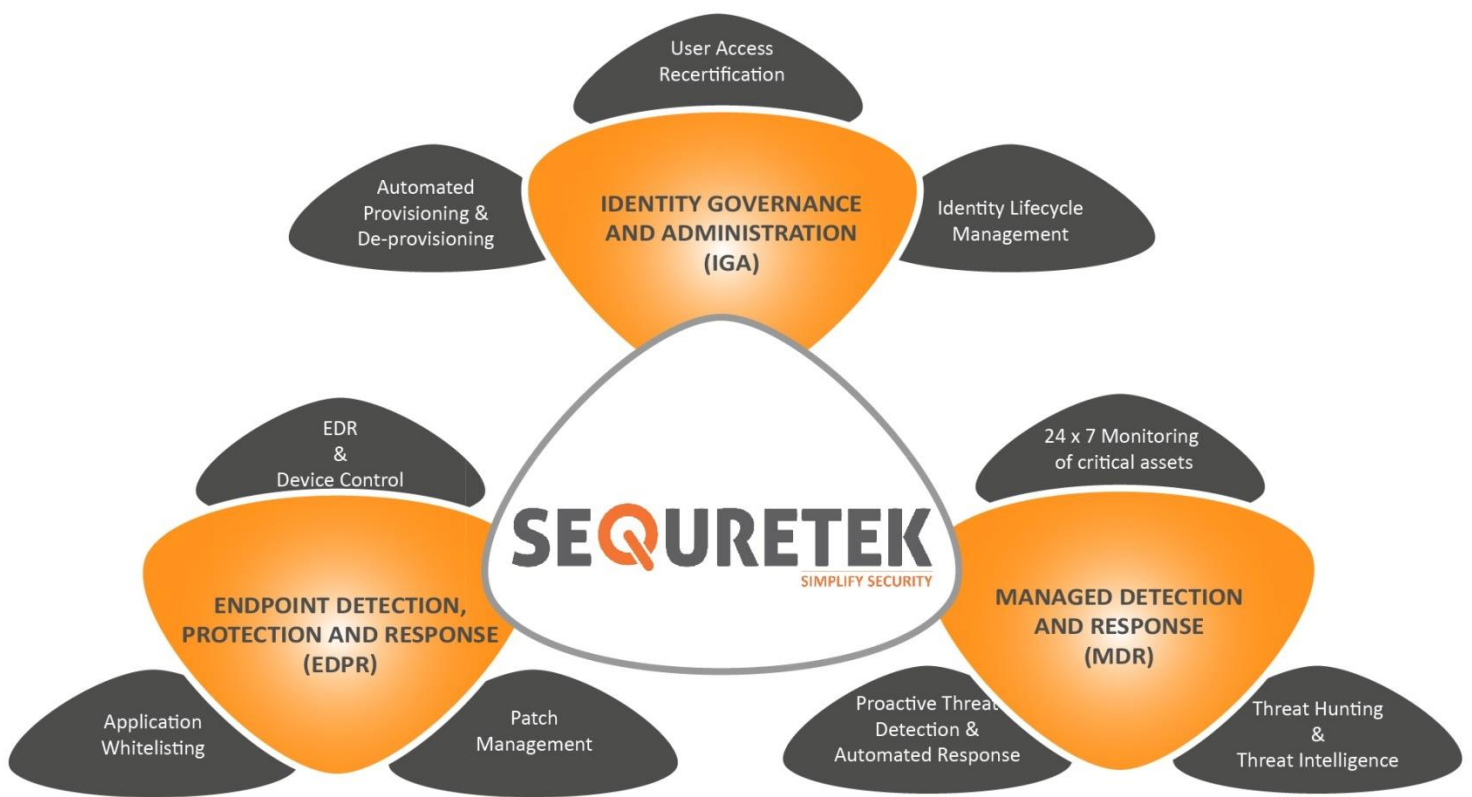 User Access
Recertification
Automated
Provisioning &
De-provisioning
IDENTITY GOVERNANCE
AND ADMINISTRATION
(IGA)
Identity Lifecycle
Management
EDR
&
Device Control
ENDPOINT DETECTION,
PROTECTION AND RESPONSE
(EDPR)
Application
Whitelisting
Patch
Management
SEQURETEK
SIMPLIFY SECURITY
24 x 7 Monitoring
of critical assets
MANAGED DETECTION
AND RESPONSE
(MDR)
Proactive Threat
Detection &
Automated Response
Threat Hunting
&
Threat Intelligence